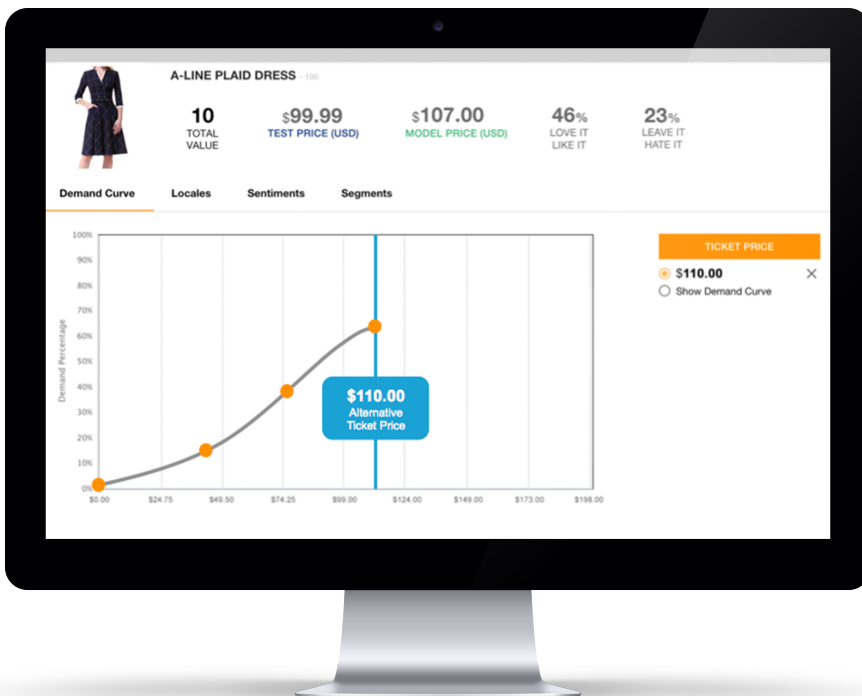 A-LINE PLAID DRESS - 100
10
TOTAL
VALUE
$99.99
TEST PRICE (USD)
$107.00
MODEL PRICE (USD)
46%
LOVE IT
LIKE IT
23%
LEAVE IT
HATE IT
Demand Curve
Locales
Sentiments
Segments
TICKET PRICE
$110.00
Show Demand Curve
Demand Percentage
100%
90%
80%
70%
60%
50%
40%
30%
20%
10%
0%
$110.00
Alternative
Ticket Price
$0.00 $24.75 $49.50 $74.25 $99.00 $124.00 $149.00 $173.00 $198.00